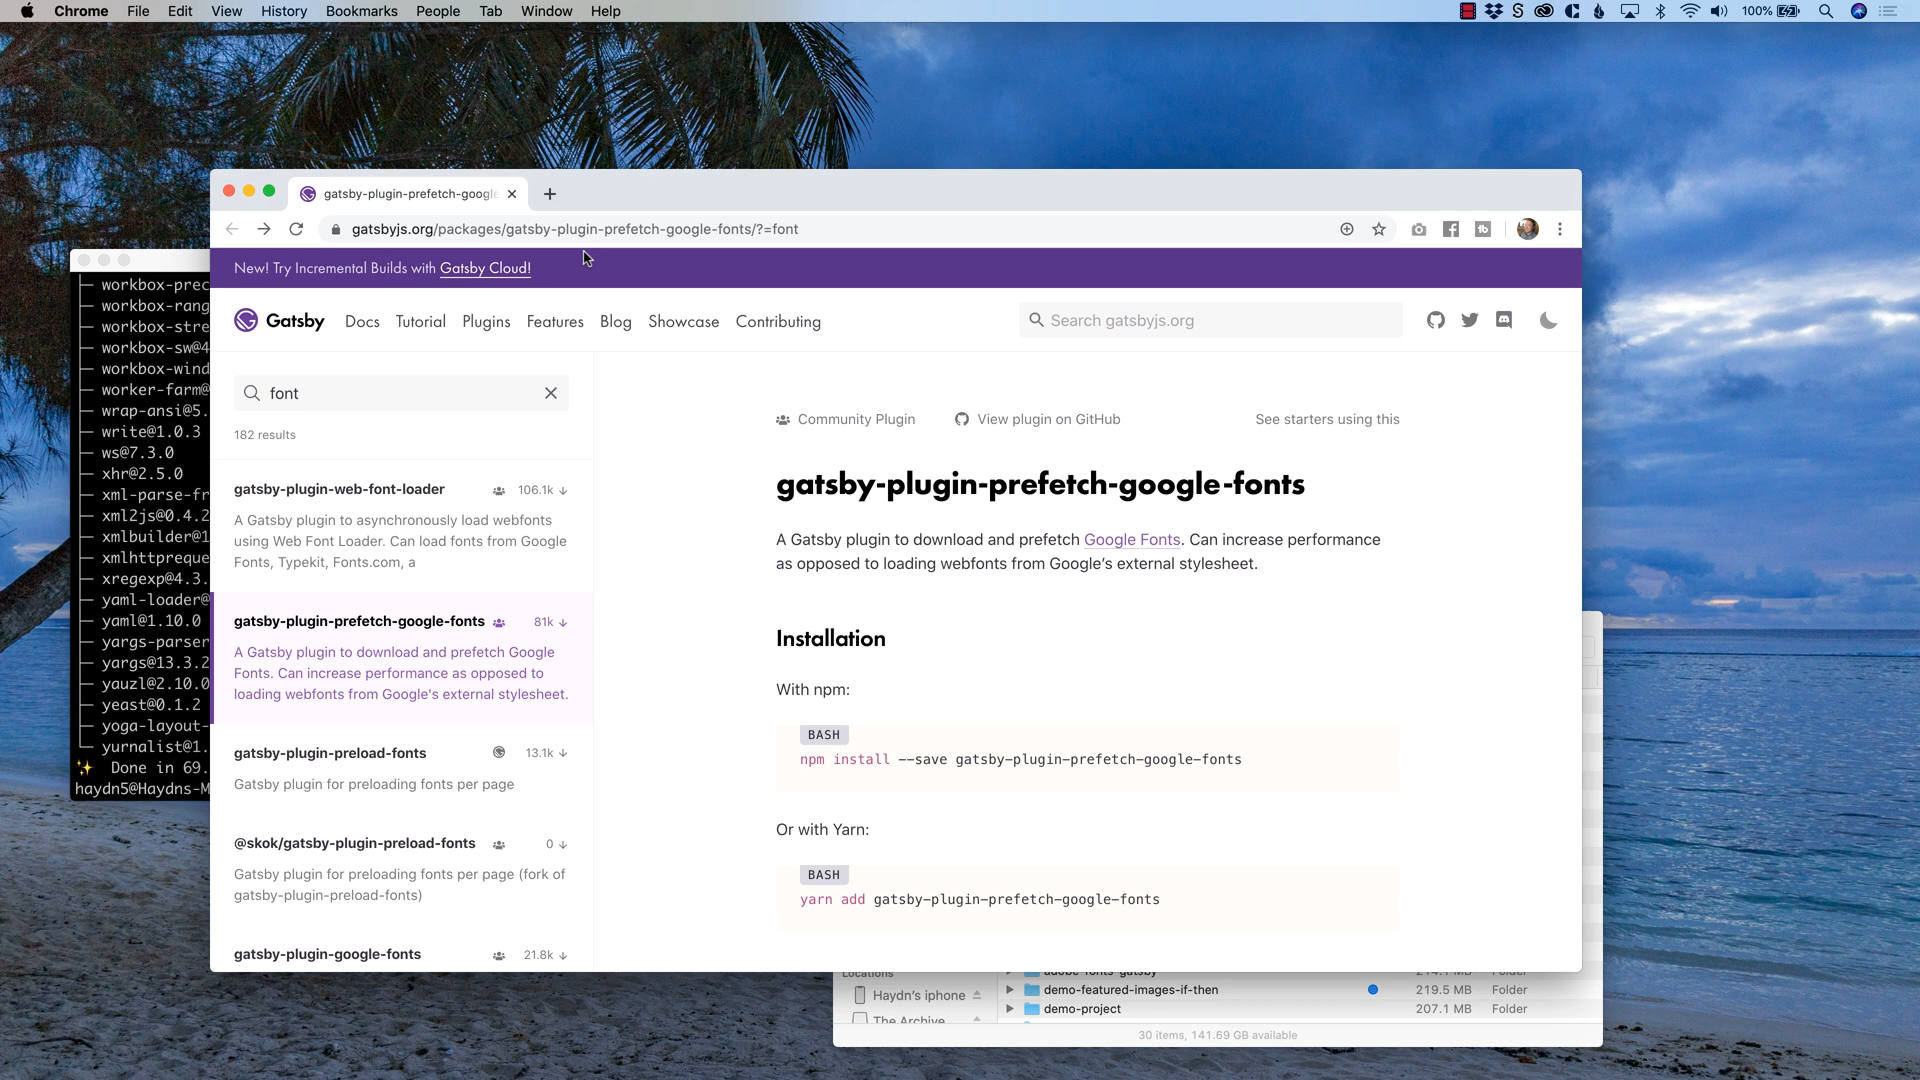 Chrome File Edit View History Bookmarks People Tab Window Help
100%
gatsby-plugin-prefetch-google
gatsbyjs.org/packages/gatsby-plugin-prefetch-google-fonts/?=font
New! Try Incremental Builds with Gatsby Cloud!
Gatsby Docs Tutorial Plugins Features Blog Showcase Contributing
Search gatsbyjs.org
font
182 results
gatsby-plugin-web-font-loader 106.1k ↓
A Gatsby plugin to asynchronously load webfonts
using Web Font Loader. Can load fonts from Google
Fonts, Typekit, Fonts.com, a
gatsby-plugin-prefetch-google-fonts 81k ↓
A Gatsby plugin to download and prefetch Google
Fonts. Can increase performance as opposed to
loading webfonts from Google's external stylesheet.
gatsby-plugin-preload-fonts 13.1k ↓
Gatsby plugin for preloading fonts per page
@skok/gatsby-plugin-preload-fonts 0 ↓
Gatsby plugin for preloading fonts per page (fork of
gatsby-plugin-preload-fonts)
gatsby-plugin-google-fonts 21.8k ↓
Community Plugin View plugin on GitHub See starters using this
gatsby-plugin-prefetch-google-fonts
A Gatsby plugin to download and prefetch Google Fonts. Can increase performance
as opposed to loading webfonts from Google’s external stylesheet.
Installation
With npm:
BASH
npm install --save gatsby-plugin-prefetch-google-fonts
Or with Yarn:
BASH
yarn add gatsby-plugin-prefetch-google-fonts
workbox-prec
workbox-rang
workbox-stre
workbox-sw@4
workbox-wind
worker-farm@
wrap-ansi@5.
write@1.0.3
ws@7.3.0
xhr@2.5.0
xml-parse-fr
xml2js@0.4.2
xmlbuilder@1
xmlhttpreque
xregexp@4.3.
yaml-loader@
yaml@1.10.0
yargs-parser
yargs@13.3.2
yauzl@2.10.0
yeast@0.1.2
yoga-layout-
yurnalist@1.
✨ Done in 69.
haydn5@Haydns-M
Locations
Haydn’s iphone
The Archive
adobe-fonts-gatsby 214.1 MB Folder
demo-featured-images-if-then 219.5 MB Folder
demo-project 207.1 MB Folder
30 items, 141.69 GB available